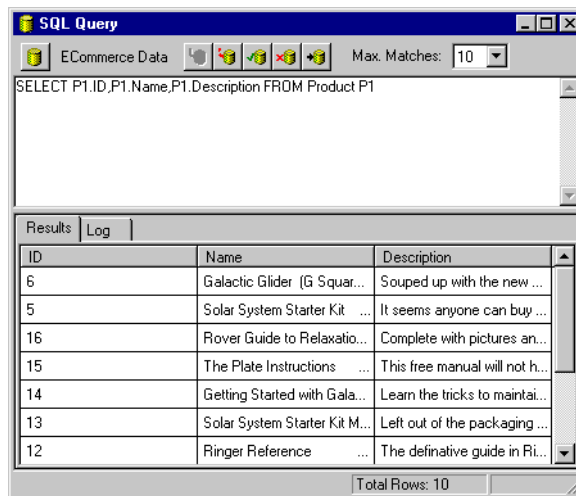 SQL Query
ECommerce Data Max. Matches: 10
SELECT P1.ID,P1.Name,P1.Description FROM Product P1
Results Log
ID Name Description
6 Galactic Glider (G Squar... Souped up with the new ...
5 Solar System Starter Kit ... It seems anyone can buy ...
16 Rover Guide to Relaxatio... Complete with pictures an...
15 The Plate Instructions ... This free manual will not h...
14 Getting Started with Gala... Learn the tricks to maintai...
13 Solar System Starter Kit M... Left out of the packaging ...
12 Ringer Reference ... The definative guide in Ri...
Total Rows: 10